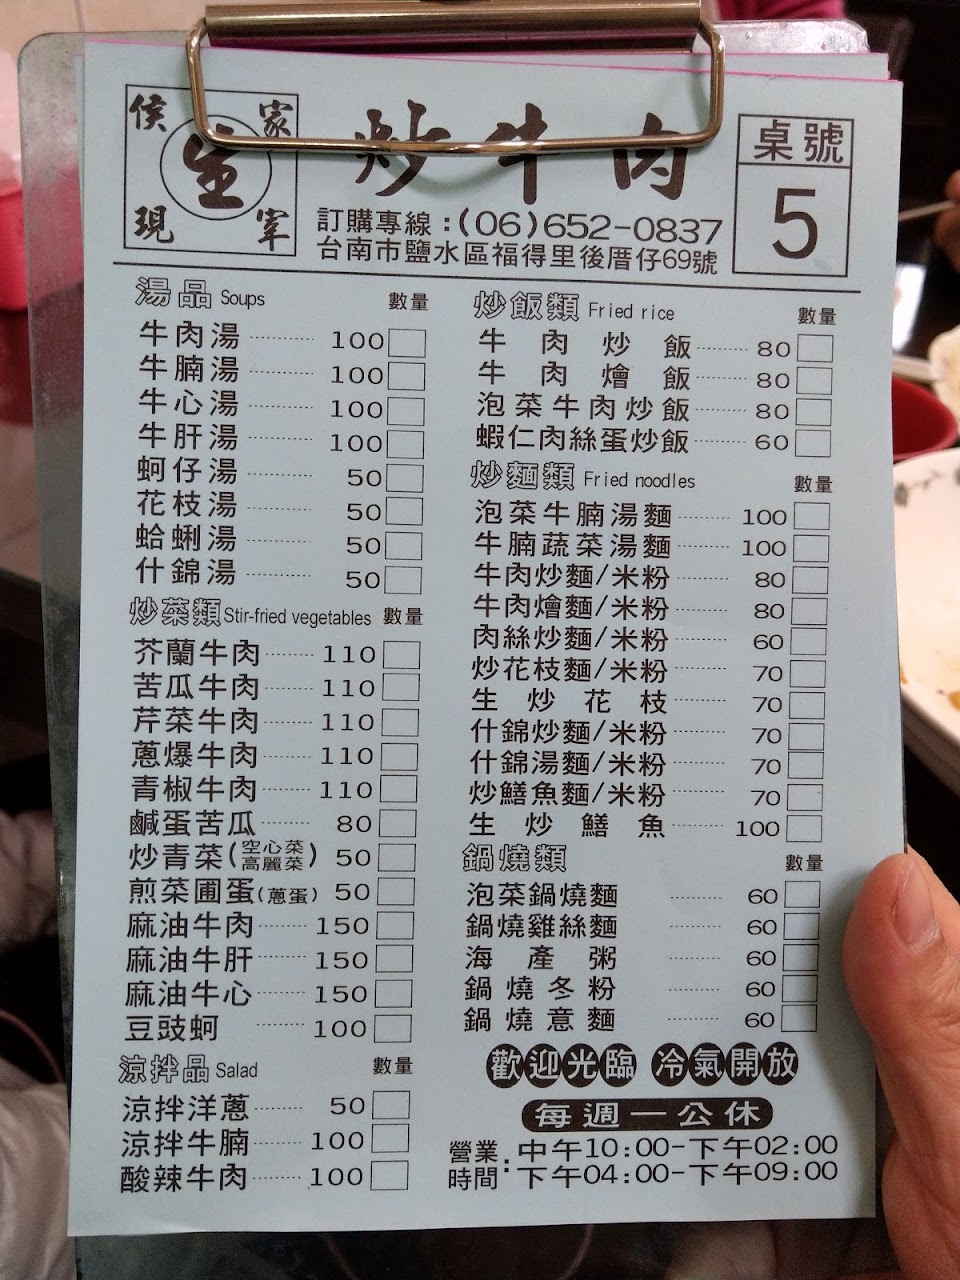 侯家
生
現宰
炒牛肉
訂購專線:(06)652-0837
台南市鹽水區福得里後厝仔69號
桌號
5
湯品 Soups 數量
牛肉湯 100
牛腩湯 100
牛心湯 100
牛肝湯 100
蚵仔湯 50
花枝湯 50
蛤蜊湯 50
什錦湯 50
炒菜類 Stir-fried vegetables 數量
芥蘭牛肉 110
苦瓜牛肉 110
芹菜牛肉 110
蔥爆牛肉 110
青椒牛肉 110
鹹蛋苦瓜 80
炒青菜(空心菜 高麗菜) 50
煎菜圃蛋(蔥蛋) 50
麻油牛肉 150
麻油牛肝 150
麻油牛心 150
豆豉蚵 100
涼拌品 Salad 數量
涼拌洋蔥 50
涼拌牛腩 100
酸辣牛肉 100
炒飯類 Fried rice 數量
牛肉炒飯 80
牛肉燴飯 80
泡菜牛肉炒飯 80
蝦仁肉絲蛋炒飯 60
炒麵類 Fried noodles 數量
泡菜牛腩湯麵 100
牛腩蔬菜湯麵 100
牛肉炒麵/米粉 80
牛肉燴麵/米粉 80
肉絲炒麵/米粉 60
炒花枝麵/米粉 70
生炒花枝 70
什錦炒麵/米粉 70
什錦湯麵/米粉 70
炒鱔魚麵/米粉 70
生炒鱔魚 100
鍋燒類 數量
泡菜鍋燒麵 60
鍋燒雞絲麵 60
海產粥 60
鍋燒冬粉 60
鍋燒意麵 60
歡迎光臨 冷氣開放
每週一公休
營業時間:中午10:00-下午02:00
下午04:00-下午09:00